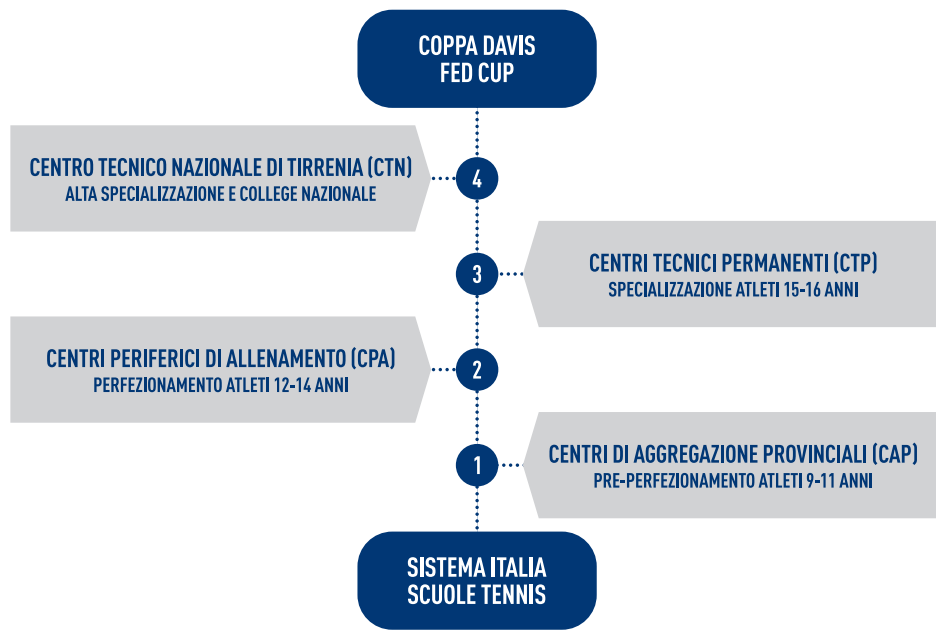 COPPA DAVIS
FED CUP
CENTRO TECNICO NAZIONALE DI TIRRENIA (CTN)
ALTA SPECIALIZZAZIONE E COLLEGE NAZIONALE
4
3
CENTRI TECNICI PERMANENTI (CTP)
SPECIALIZZAZIONE ATLETI 15-16 ANNI
CENTRI PERIFERICI DI ALLENAMENTO (CPA)
PERFEZIONAMENTO ATLETI 12-14 ANNI
2
1
CENTRI DI AGGREGAZIONE PROVINCIALI (CAP)
PRE-PERFEZIONAMENTO ATLETI 9-11 ANNI
SISTEMA ITALIA
SCUOLE TENNIS